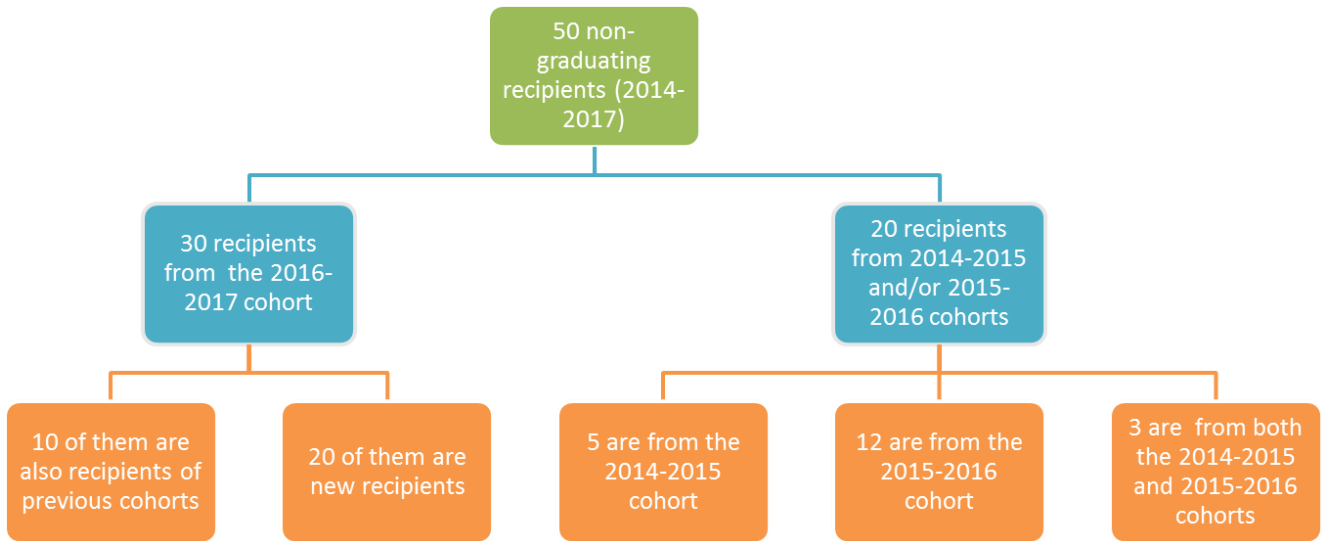 50 non-
graduating
recipients (2014-
2017)
30 recipients
from the 2016-
2017 cohort
20 recipients
from 2014-2015
and/or 2015-
2016 cohorts
10 of them are
also recipients of
previous cohorts
20 of them are
new recipients
5 are from the
2014-2015
cohort
12 are from the
2015-2016
cohort
3 are from both
the 2014-2015
and 2015-2016
cohorts